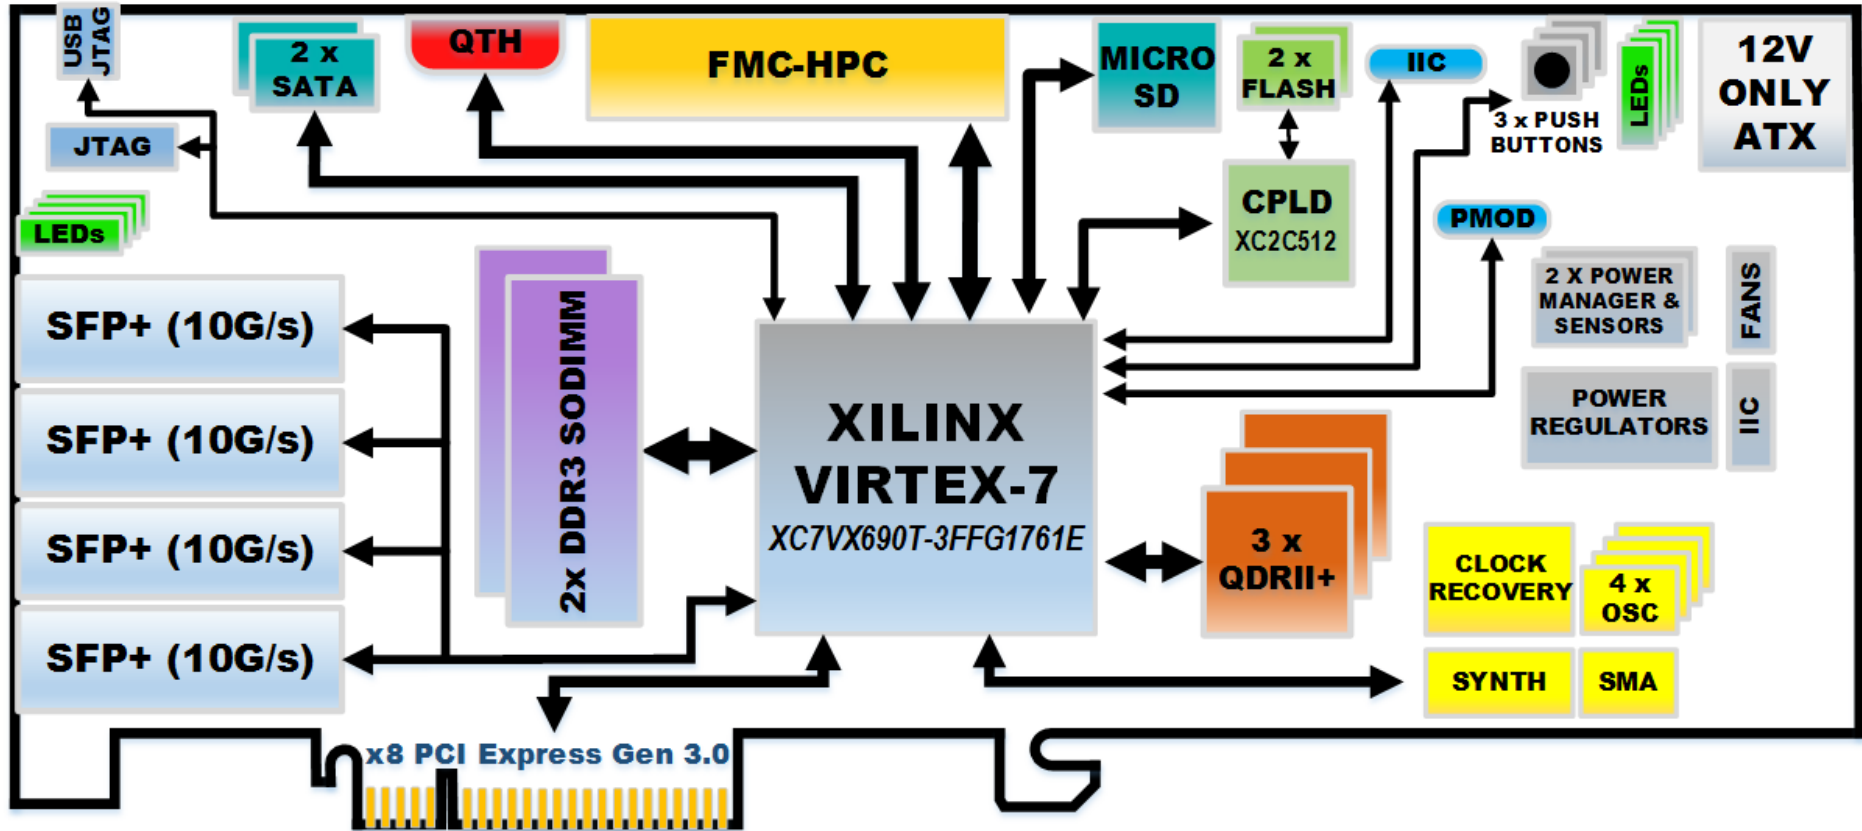 USB
JTAG
2 x
SATA
QTH
FMC-HPC
MICRO
SD
2 x
FLASH
IIC
3 x PUSH
BUTTONS
LEDs
12V
ONLY
ATX
JTAG
LEDs
CPLD
XC2C512
PMOD
2 X POWER
MANAGER &
SENSORS
FANS
POWER
REGULATORS
IIC
SFP+ (10G/s)
SFP+ (10G/s)
SFP+ (10G/s)
SFP+ (10G/s)
2x DDR3 SODIMM
XILINX
VIRTEX-7
XC7VX690T-3FFG1761E
3 x
QDRII+
CLOCK
RECOVERY
4 x
OSC
SYNTH
SMA
x8 PCI Express Gen 3.0